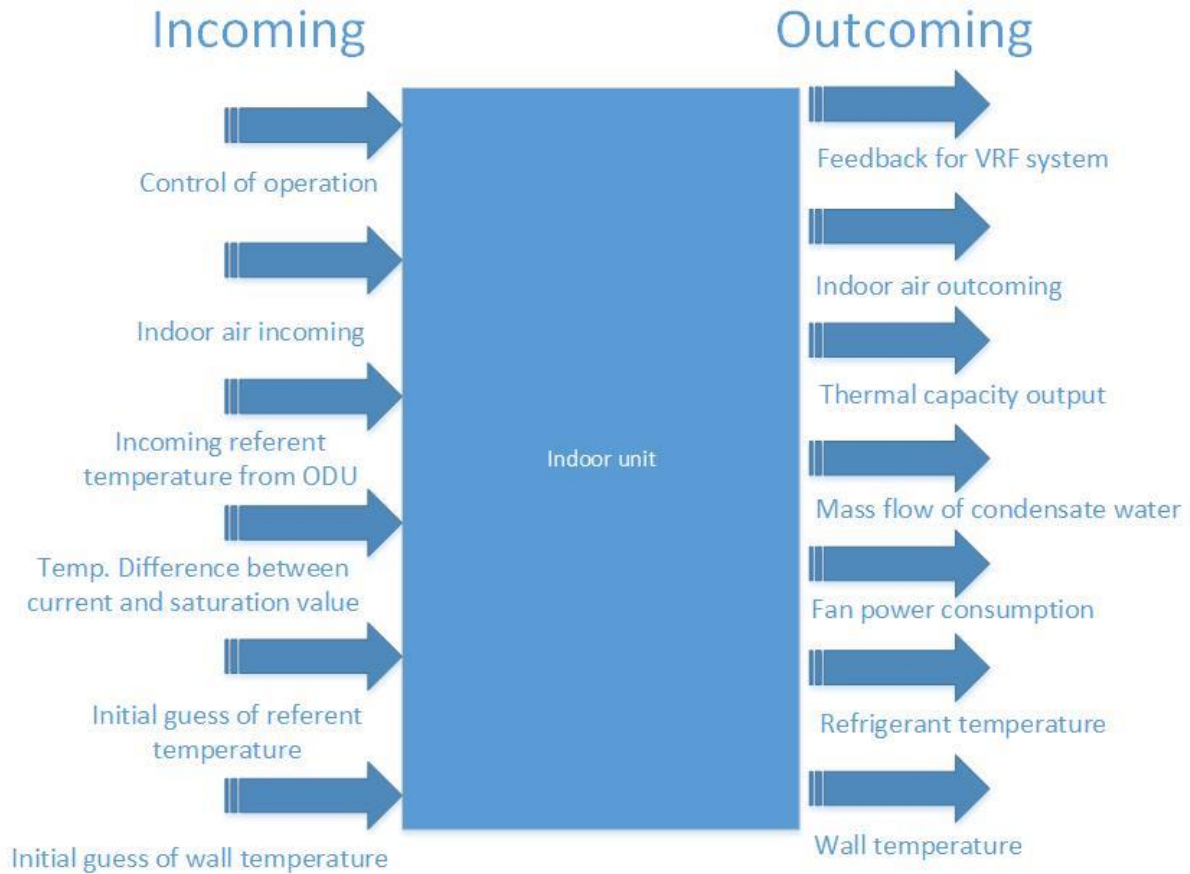 Incoming
Outcoming
Control of operation
Indoor air incoming
Incoming referent
temperature from ODU
Temp. Difference between
current and saturation value
Initial guess of referent
temperature
Initial guess of wall temperature
Indoor unit
Feedback for VRF system
Indoor air outcoming
Thermal capacity output
Mass flow of condensate water
Fan power consumption
Refrigerant temperature
Wall temperature